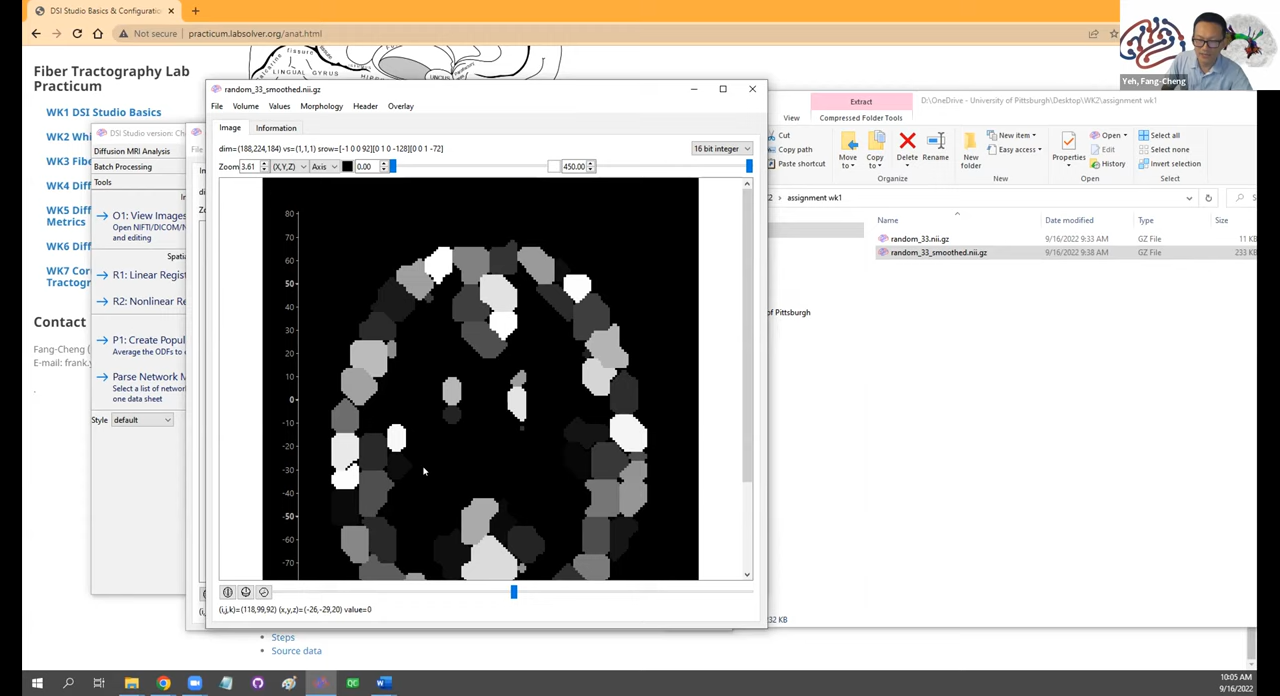 DSI Studio Basics & Configuratio
Not secure
practicum.labsolver.org/anat.html
Yeh, Fang-Cheng
Fiber Tractography Lab
Practicum
WK1 DSI Studio Basics
WK2 Whi
WK3 Fibe
WK4 Diff
WK5 Diff
Metrics
WK6 Diff
WK7 Cor
Tractogr
Contact
Fang-Cheng (
E-mail: frank.y
fissure
LINGUAL GYRUS
DSI Studio version: Ch
Diffusion MRI Analysis
Batch Processing
Tools
O1: View Images
Open NIFTI/DICOM/N
and editing
Spatia
R1: Linear Regist
R2: Nonlinear Re
P1: Create Popul
Average the ODFs to c
Parse Network M
Select a list of network
one data sheet
Style
default
random_33_smoothed.nii.gz
File
Volume
Values
Morphology
Header
Overlay
Image
Information
dim=(188,224,184) vs=(1,1,1) srow=[-1 0 0 92][0 1 0 -128][0 0 1 -72]
16 bit integer
Zoom
3.61
(X,Y,Z)
Axis
0.00
450.00
80
70
60
50
40
30
20
10
0
-10
-20
-30
-40
-50
-60
-70
(i,j,k)=(118,99,92) (x,y,z)=(-26,-29,20) value=0
Extract
D:\OneDrive - University of Pittsburgh\Desktop\WK2\assignment wk1
View
Compressed Folder Tools
Cut
Copy path
Paste shortcut
Move
to
Copy
to
Delete
Rename
Organize
New
folder
New item
Easy access
New
Properties
Open
Edit
History
Open
Select all
Select none
Invert selection
Select
assignment wk1
Name
Date modified
Type
Size
random_33.nii.gz
9/16/2022 9:33 AM
GZ File
11 KB
random_33_smoothed.nii.gz
9/16/2022 9:38 AM
GZ File
233 KB
of Pittsburgh
232 KB
Steps
Source data
10:05 AM
9/16/2022